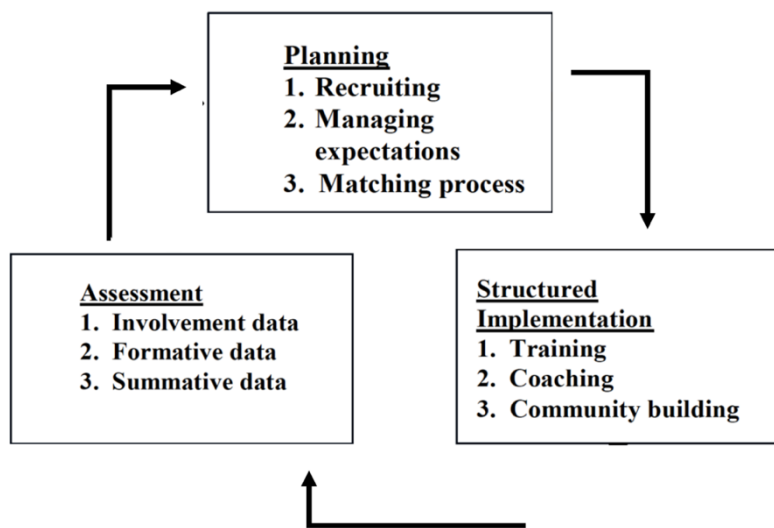 Planning
1. Recruiting
2. Managing
expectations
3. Matching process
Assessment
1. Involvement data
2. Formative data
3. Summative data
Structured
Implementation
1. Training
2. Coaching
3. Community building